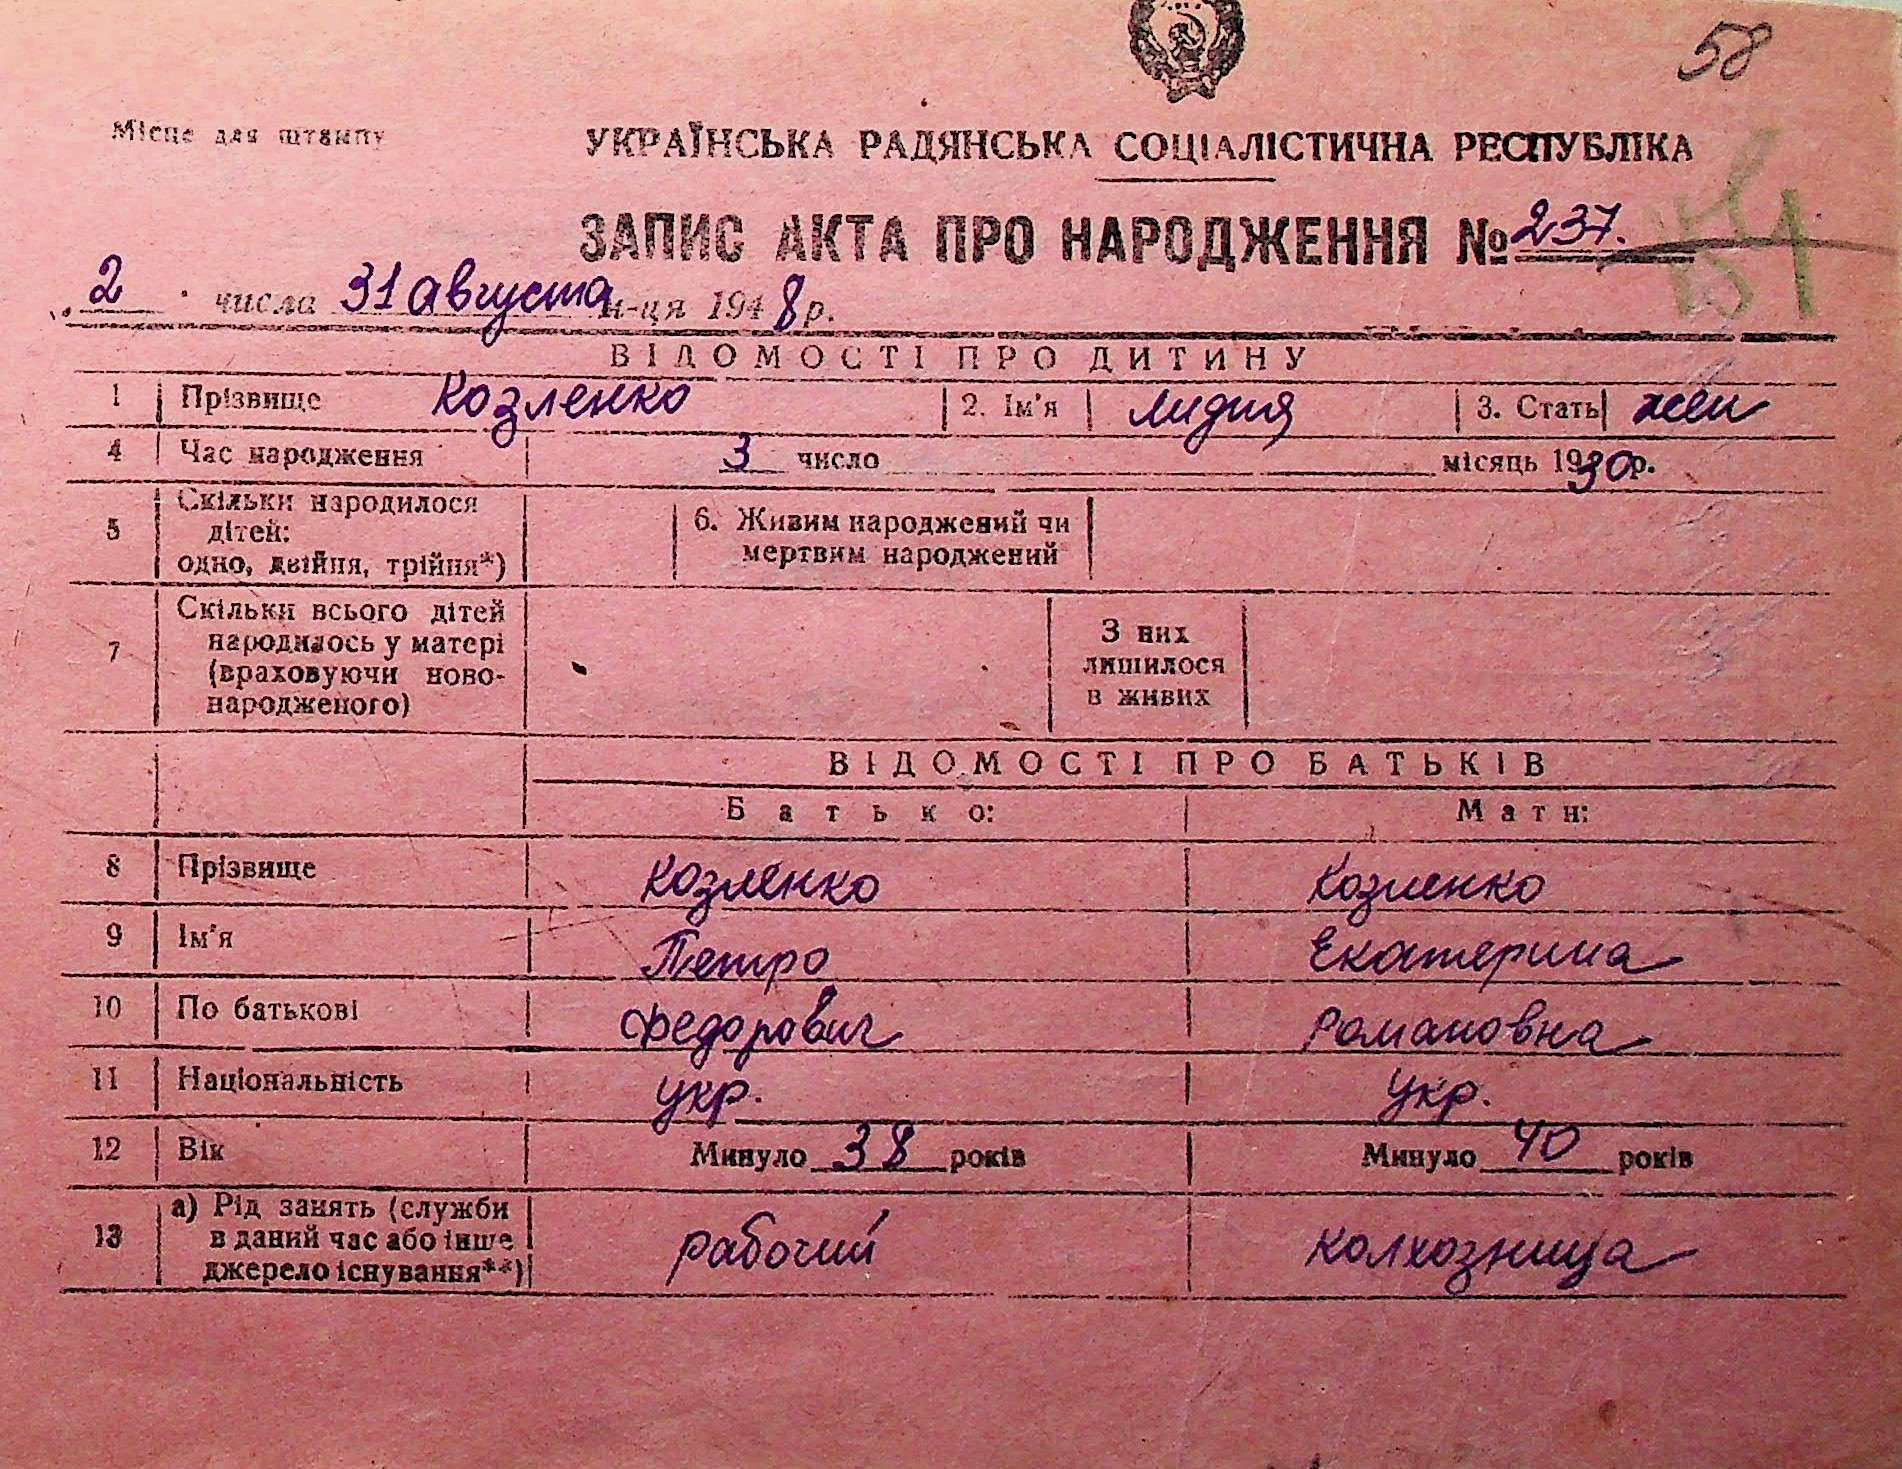 58
Місце для штампу
УКРАЇНСЬКА РАДЯНСЬКА СОЦІАЛІСТИЧНА РЕСПУБЛІКА
ЗАПИС АКТА ПРО НАРОДЖЕННЯ № 237.
2 числа 31 августа м-ця 1948 р.
ВІДОМОСТІ ПРО ДИТИНУ
1 Прізвище Козленко 2. Ім'я Лидия 3. Стать жен
4 Час народження 3 число місяць 1930 р.
5 Скільки народилося
дітей:
одно, двійня, трійня*)
6. Живим народжений чи
мертвим народжений
7 Скільки всього дітей
народилось у матері
(враховуючи ново-
народженого)
З них
лишилося
в живих
ВІДОМОСТІ ПРО БАТЬКІВ
Батько: Мати:
8 Прізвище Козленко Козленко
9 Ім'я Петро Екатерина
10 По батькові Федорович Романовна
11 Національність укр. укр.
12 Вік Минуло 38 років Минуло 40 років
13 а) Рід занять (служби
в даний час або інше
джерело існування**)
рабочий колхозница